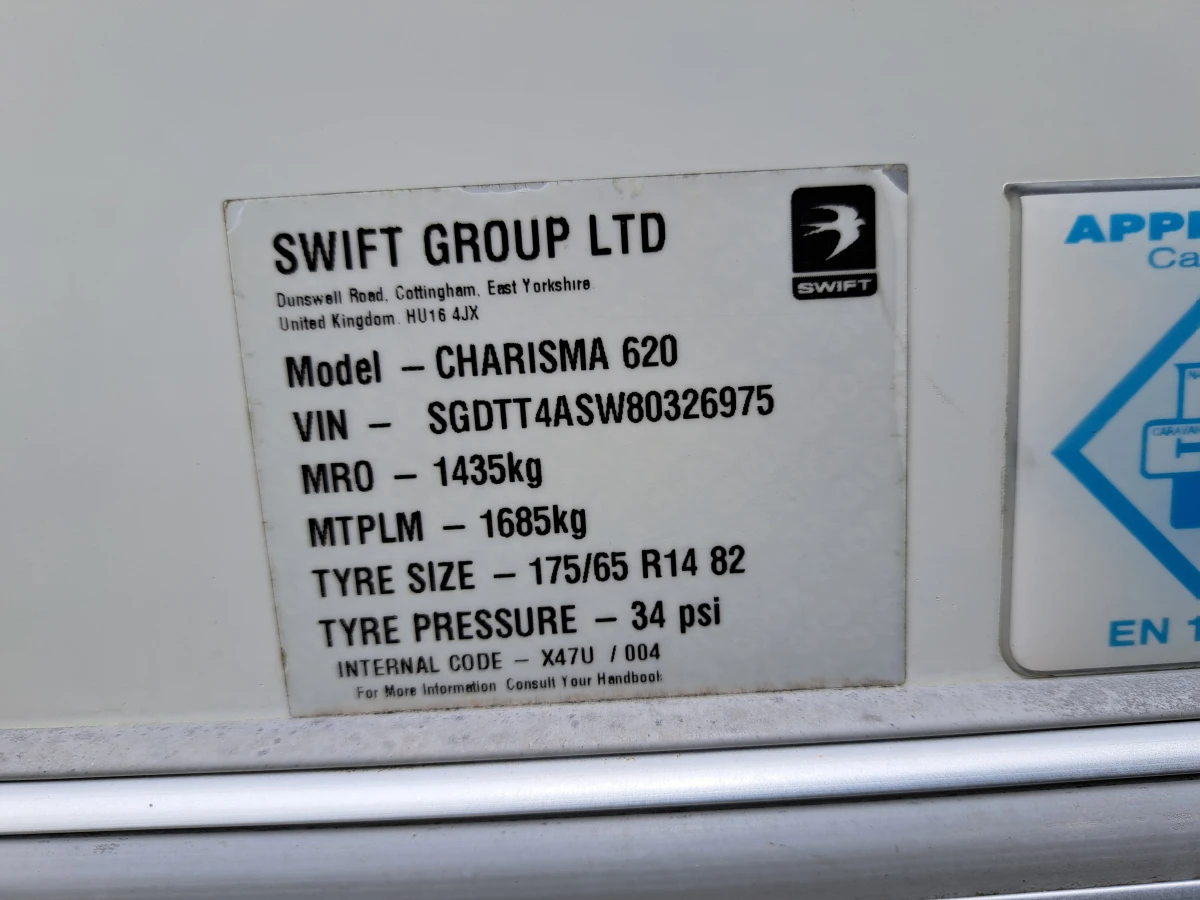 SWIFT GROUP LTD
SWIFT
Dunswell Road, Cottingham, East Yorkshire
United Kingdom. HU16 4JX
Model – CHARISMA 620
VIN – SGDTT4ASW80326975
MRO – 1435kg
MTPLM – 1685kg
TYRE SIZE – 175/65 R14 82
TYRE PRESSURE – 34 psi
INTERNAL CODE – X47U / 004
For More Information Consult Your Handbook
APP
Ca
CARAVAN
EN 1